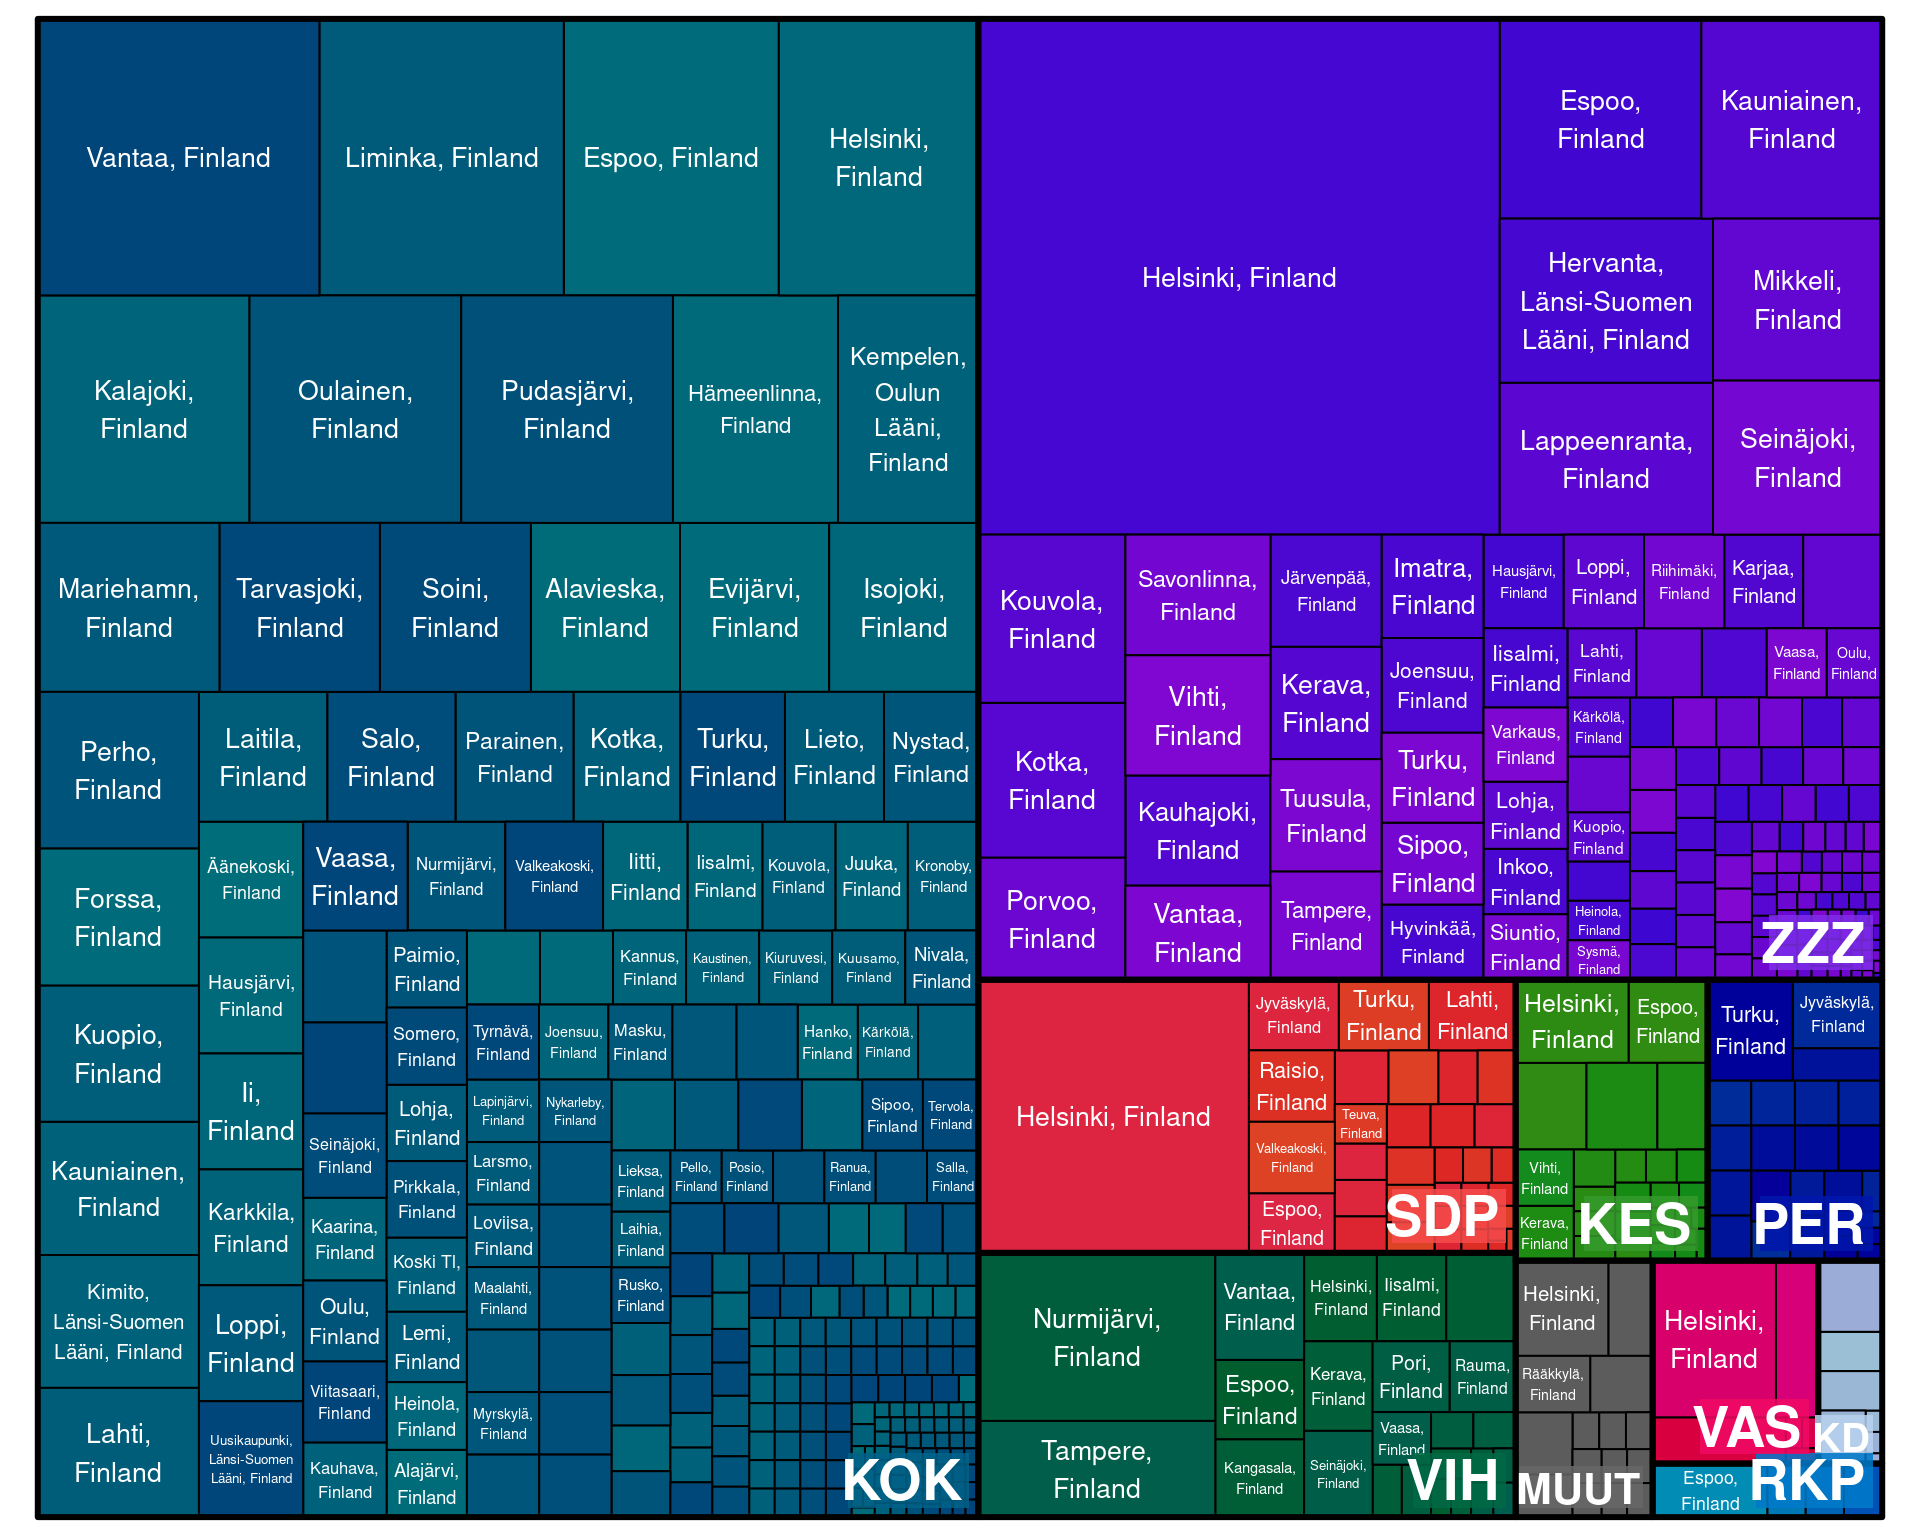 Vantaa, Finland
Liminka, Finland
Espoo, Finland
Helsinki,
Finland
Kalajoki,
Finland
Oulainen,
Finland
Pudasjärvi,
Finland
Hämeenlinna,
Finland
Kempelen,
Oulun
Lääni,
Finland
Mariehamn,
Finland
Tarvasjoki,
Finland
Soini,
Finland
Alavieska,
Finland
Evijärvi,
Finland
Isojoki,
Finland
Perho,
Finland
Forssa,
Finland
Kuopio,
Finland
Kauniainen,
Finland
Kimito,
Länsi-Suomen
Lääni, Finland
Lahti,
Finland
Laitila,
Finland
Salo,
Finland
Parainen,
Finland
Kotka,
Finland
Turku,
Finland
Lieto,
Finland
Nystad,
Finland
Äänekoski,
Finland
Hausjärvi,
Finland
Ii,
Finland
Karkkila,
Finland
Loppi,
Finland
Uusikaupunki,
Länsi-Suomen
Lääni, Finland
Vaasa,
Finland
Nurmijärvi,
Finland
Valkeakoski,
Finland
Iitti,
Finland
Iisalmi,
Finland
Kouvola,
Finland
Juuka,
Finland
Kronoby,
Finland
Seinäjoki,
Finland
Kaarina,
Finland
Oulu,
Finland
Viitasaari,
Finland
Kauhava,
Finland
Paimio,
Finland
Somero,
Finland
Lohja,
Finland
Pirkkala,
Finland
Koski Tl,
Finland
Lemi,
Finland
Heinola,
Finland
Alajärvi,
Finland
Kannus,
Finland
Kaustinen,
Finland
Kiuruvesi,
Finland
Kuusamo,
Finland
Nivala,
Finland
Tyrnävä,
Finland
Joensuu,
Finland
Masku,
Finland
Hanko,
Finland
Kärkölä,
Finland
Lapinjärvi,
Finland
Nykarleby,
Finland
Sipoo,
Finland
Tervola,
Finland
Larsmo,
Finland
Loviisa,
Finland
Maalahti,
Finland
Myrskylä,
Finland
Lieksa,
Finland
Pello,
Finland
Posio,
Finland
Ranua,
Finland
Salla,
Finland
Laihia,
Finland
Rusko,
Finland
KOK
Helsinki, Finland
Espoo,
Finland
Kauniainen,
Finland
Hervanta,
Länsi-Suomen
Lääni, Finland
Mikkeli,
Finland
Lappeenranta,
Finland
Seinäjoki,
Finland
Kouvola,
Finland
Kotka,
Finland
Porvoo,
Finland
Savonlinna,
Finland
Vihti,
Finland
Kauhajoki,
Finland
Vantaa,
Finland
Järvenpää,
Finland
Kerava,
Finland
Tuusula,
Finland
Tampere,
Finland
Imatra,
Finland
Joensuu,
Finland
Turku,
Finland
Sipoo,
Finland
Hyvinkää,
Finland
Hausjärvi,
Finland
Loppi,
Finland
Riihimäki,
Finland
Karjaa,
Finland
Iisalmi,
Finland
Lahti,
Finland
Vaasa,
Finland
Oulu,
Finland
Varkaus,
Finland
Lohja,
Finland
Inkoo,
Finland
Siuntio,
Finland
Kärkölä,
Finland
Kuopio,
Finland
Heinola,
Finland
Sysmä,
Finland
ZZZ
Helsinki, Finland
Jyväskylä,
Finland
Turku,
Finland
Lahti,
Finland
Raisio,
Finland
Valkeakoski,
Finland
Espoo,
Finland
Teuva,
Finland
SDP
Helsinki,
Finland
Espoo,
Finland
Vihti,
Finland
Kerava,
Finland
KES
Turku,
Finland
Jyväskylä,
Finland
PER
Nurmijärvi,
Finland
Tampere,
Finland
Vantaa,
Finland
Espoo,
Finland
Kangasala,
Finland
Helsinki,
Finland
Iisalmi,
Finland
Kerava,
Finland
Seinäjoki,
Finland
Pori,
Finland
Rauma,
Finland
Vaasa,
Finland
VIH
Helsinki,
Finland
Rääkkylä,
Finland
MUUT
Helsinki,
Finland
VAS
KD
Espoo,
Finland
RKP